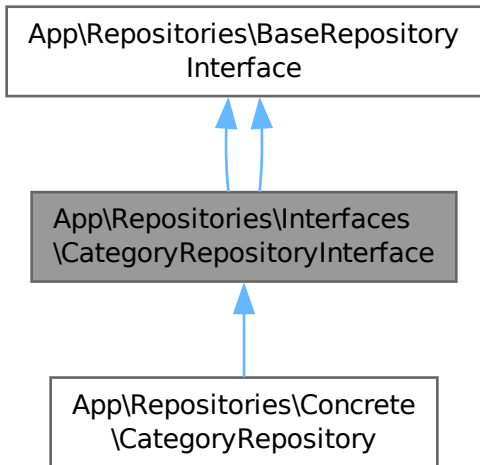 App\Repositories\BaseRepository
Interface
App\Repositories\Interfaces
\CategoryRepositoryInterface
App\Repositories\Concrete
\CategoryRepository